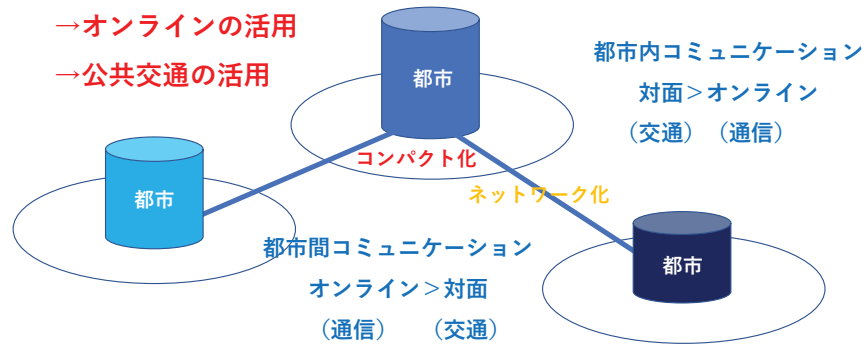 →オンラインの活用
→公共交通の活用
都市
都市内コミュニケーション
対面＞オンライン
（交通）（通信）
コンパクト化
ネットワーク化
都市
都市間コミュニケーション
オンライン＞対面
（通信）　（交通）
都市